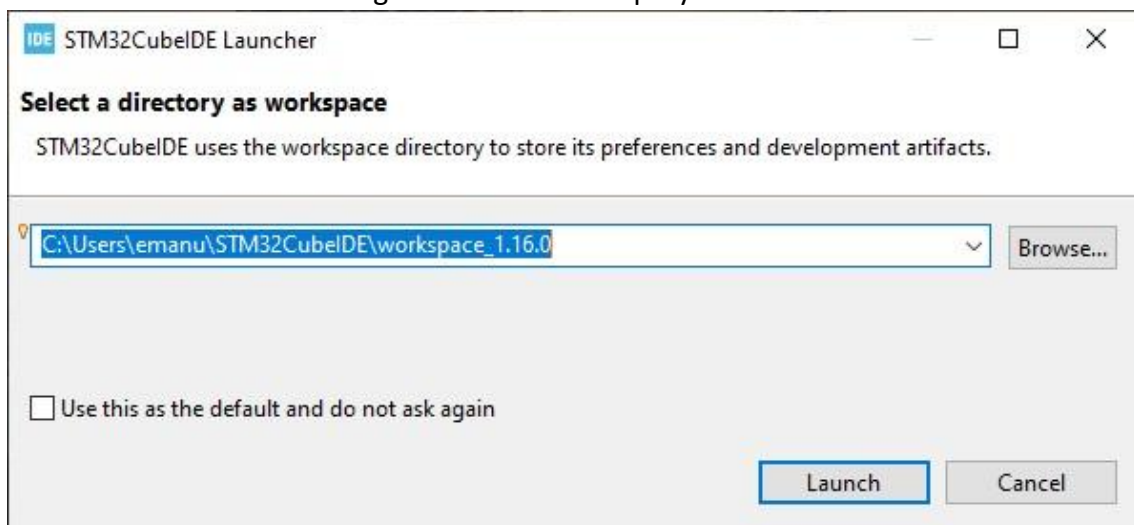 IDE STM32CubeIDE Launcher
Select a directory as workspace
STM32CubeIDE uses the workspace directory to store its preferences and development artifacts.
C:\Users\emanu\STM32CubeIDE\workspace_1.16.0
Browse...
Use this as the default and do not ask again
Launch
Cancel